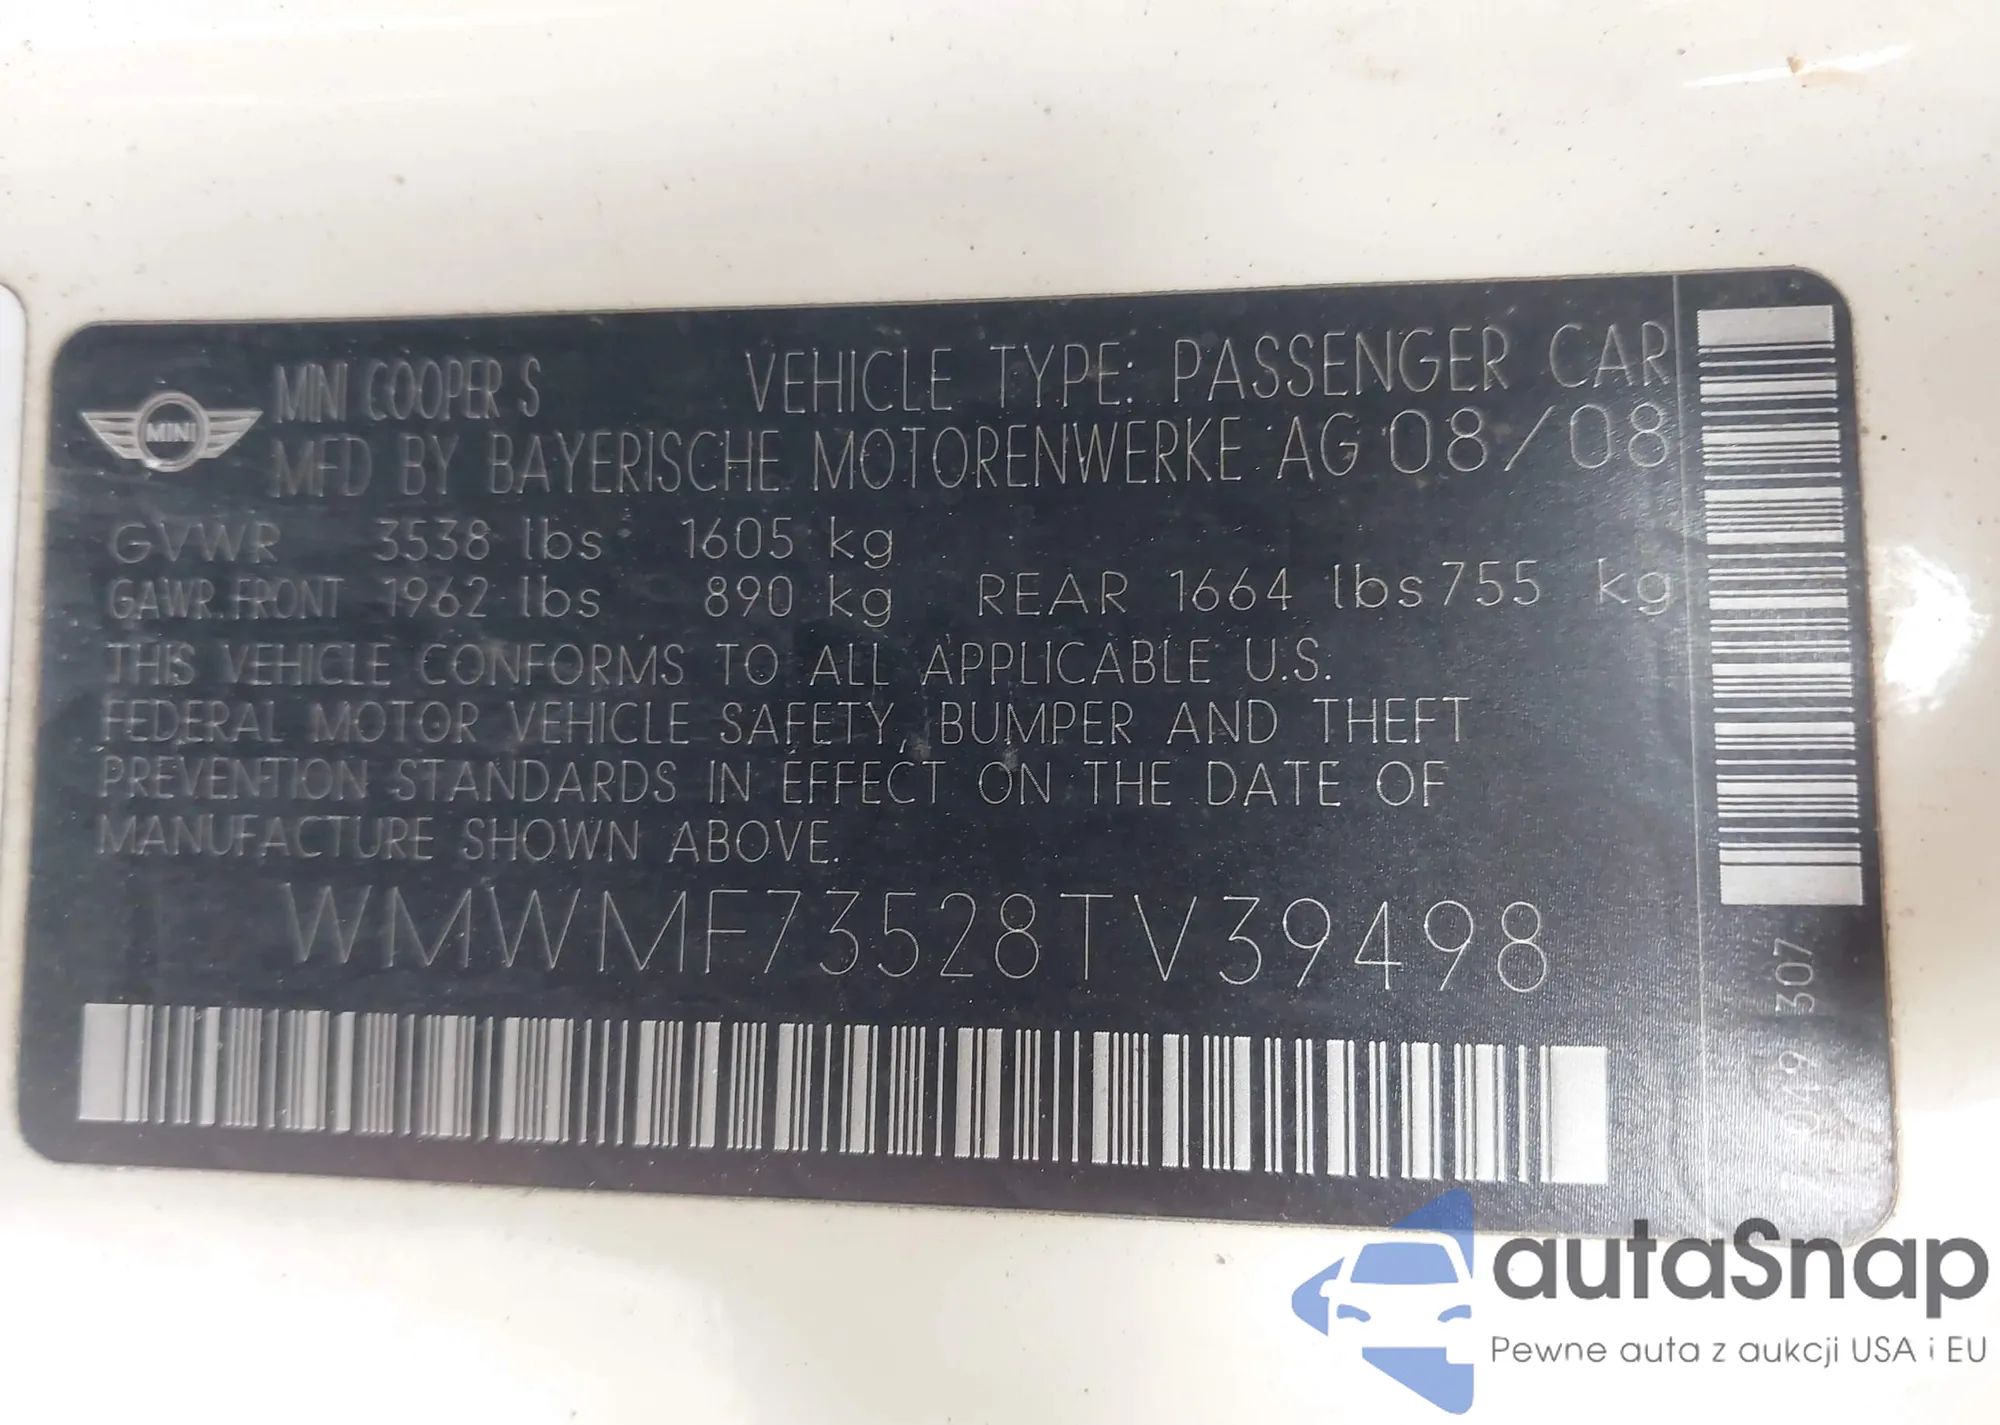 MINI
MINI COOPER S VEHICLE TYPE: PASSENGER CAR
MFD BY BAYERISCHE MOTORENWERKE AG 08/08
GVWR 3538 lbs 1605 kg
GAWR FRONT 1962 lbs 890 kg REAR 1664 lbs 755 kg
THIS VEHICLE CONFORMS TO ALL APPLICABLE U.S.
FEDERAL MOTOR VEHICLE SAFETY, BUMPER AND THEFT
PREVENTION STANDARDS IN EFFECT ON THE DATE OF
MANUFACTURE SHOWN ABOVE.
WMWMF73528TV39498
307
autaSnap
Pewne auta z aukcji USA i EU